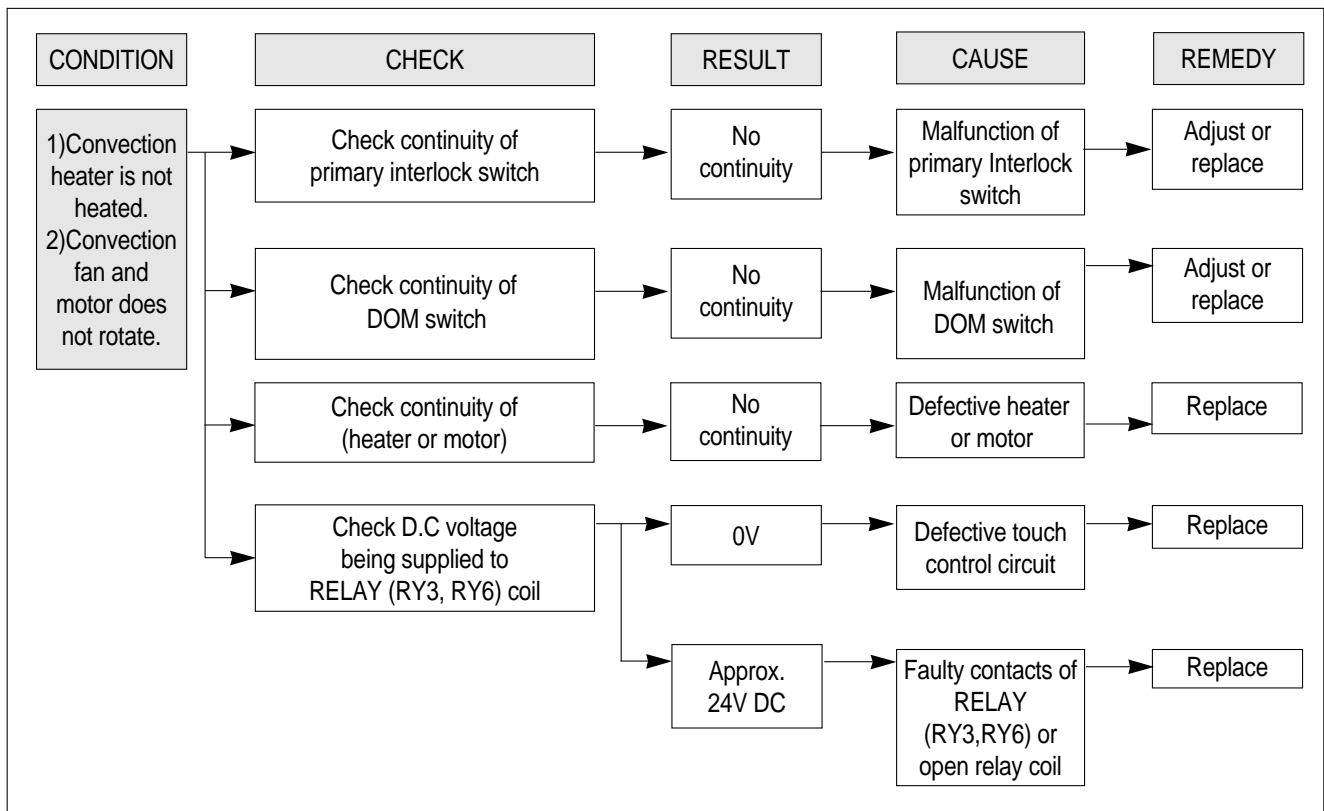 CONDITION
CHECK
RESULT
CAUSE
REMEDY
1)Convection
heater is not
heated.
2)Convection
fan and
motor does
not rotate.
Check continuity of
primary interlock switch
No
continuity
Malfunction of
primary Interlock
switch
Adjust or
replace
Check continuity of
DOM switch
No
continuity
Malfunction of
DOM switch
Adjust or
replace
Check continuity of
(heater or motor)
No
continuity
Defective heater
or motor
Replace
Check D.C voltage
being supplied to
RELAY (RY3, RY6) coil
0V
Defective touch
control circuit
Replace
Approx.
24V DC
Faulty contacts of
RELAY
(RY3,RY6) or
open relay coil
Replace